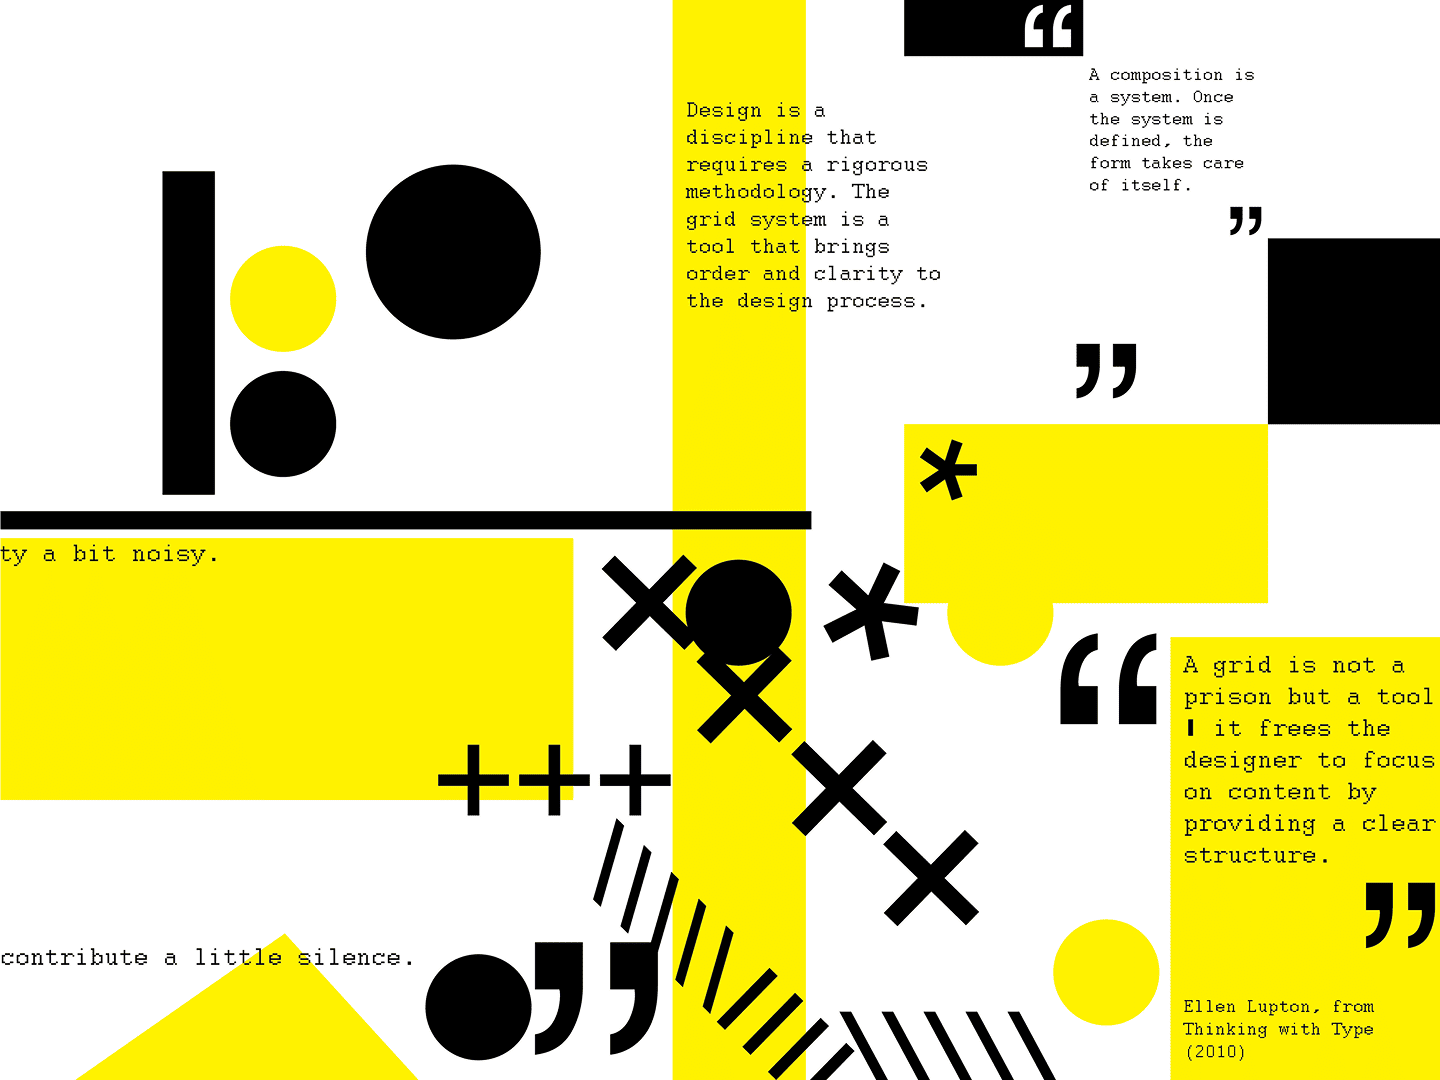 “
A composition is
a system. Once
the system is
defined, the
form takes care
of itself.
”
Design is a
discipline that
requires a rigorous
methodology. The
grid system is a
tool that brings
order and clarity to
the design process.
”
*
ty a bit noisy.
*
“
A grid is not a
prison but a tool
▮ it frees the
designer to focus
on content by
providing a clear
structure.
”
+++
contribute a little silence.
”
Ellen Lupton, from
Thinking with Type
(2010)